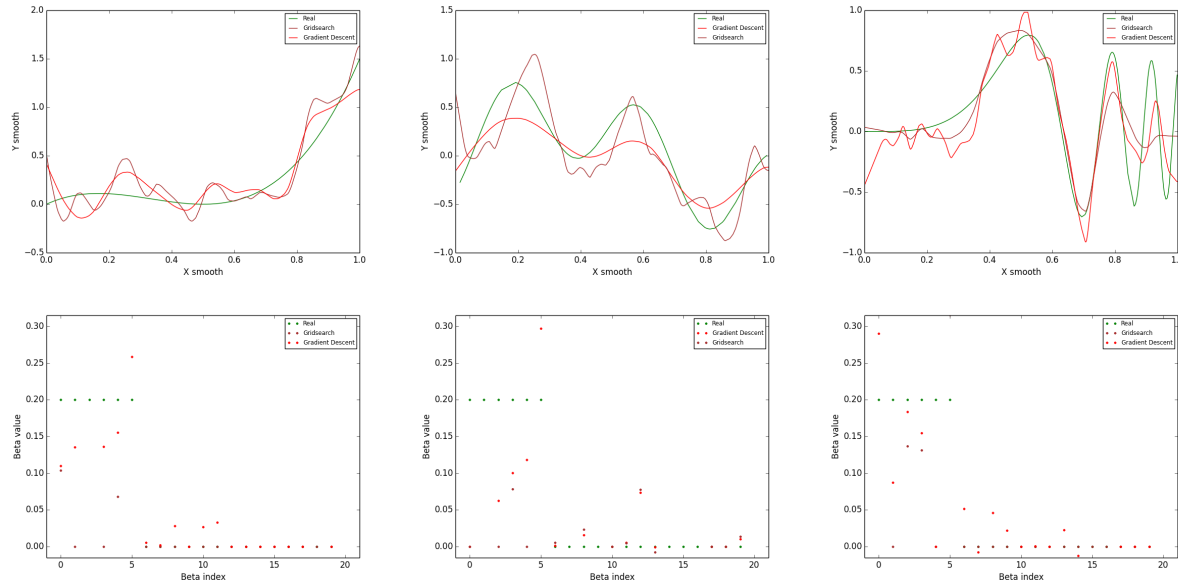 2.0
1.5
1.0
0.5
0.0
−0.5
Y smooth
0.0 0.2 0.4 0.6 0.8 1.0
X smooth
Real
Gridsearch
Gradient Descent
1.5
1.0
0.5
0.0
−0.5
−1.0
Y smooth
0.0 0.2 0.4 0.6 0.8 1.0
X smooth
Real
Gradient Descent
Gridsearch
1.0
0.5
0.0
−0.5
−1.0
Y smooth
0.0 0.2 0.4 0.6 0.8 1.0
X smooth
Real
Gridsearch
Gradient Descent
0.30
0.25
0.20
0.15
0.10
0.05
0.00
Beta value
0 5 10 15 20
Beta index
Real
Gridsearch
Gradient Descent
0.30
0.25
0.20
0.15
0.10
0.05
0.00
Beta value
0 5 10 15 20
Beta index
Real
Gradient Descent
Gridsearch
0.30
0.25
0.20
0.15
0.10
0.05
0.00
Beta value
0 5 10 15 20
Beta index
Real
Gridsearch
Gradient Descent